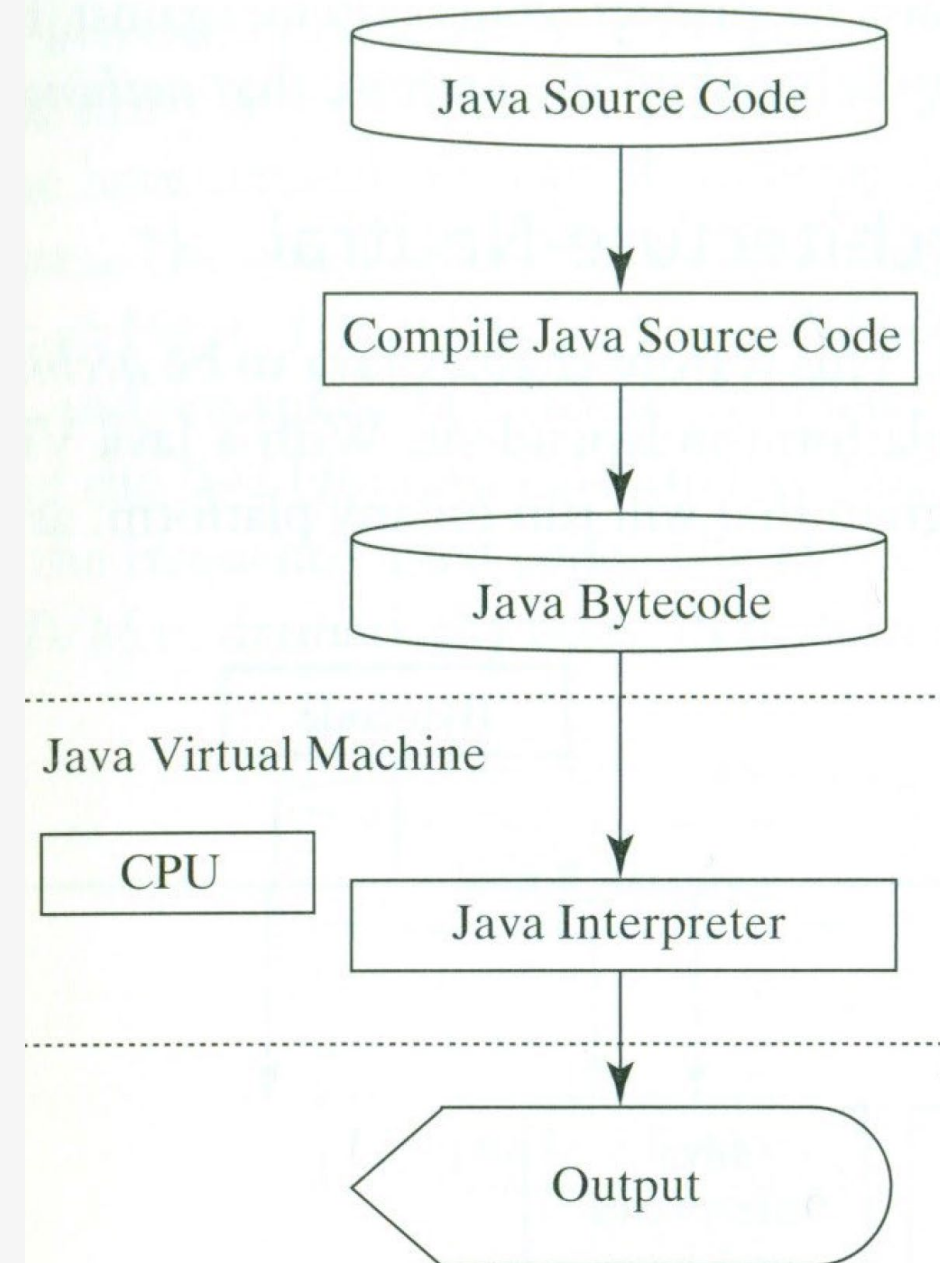 Java Source Code
Compile Java Source Code
Java Bytecode
Java Virtual Machine
CPU
Java Interpreter
Output